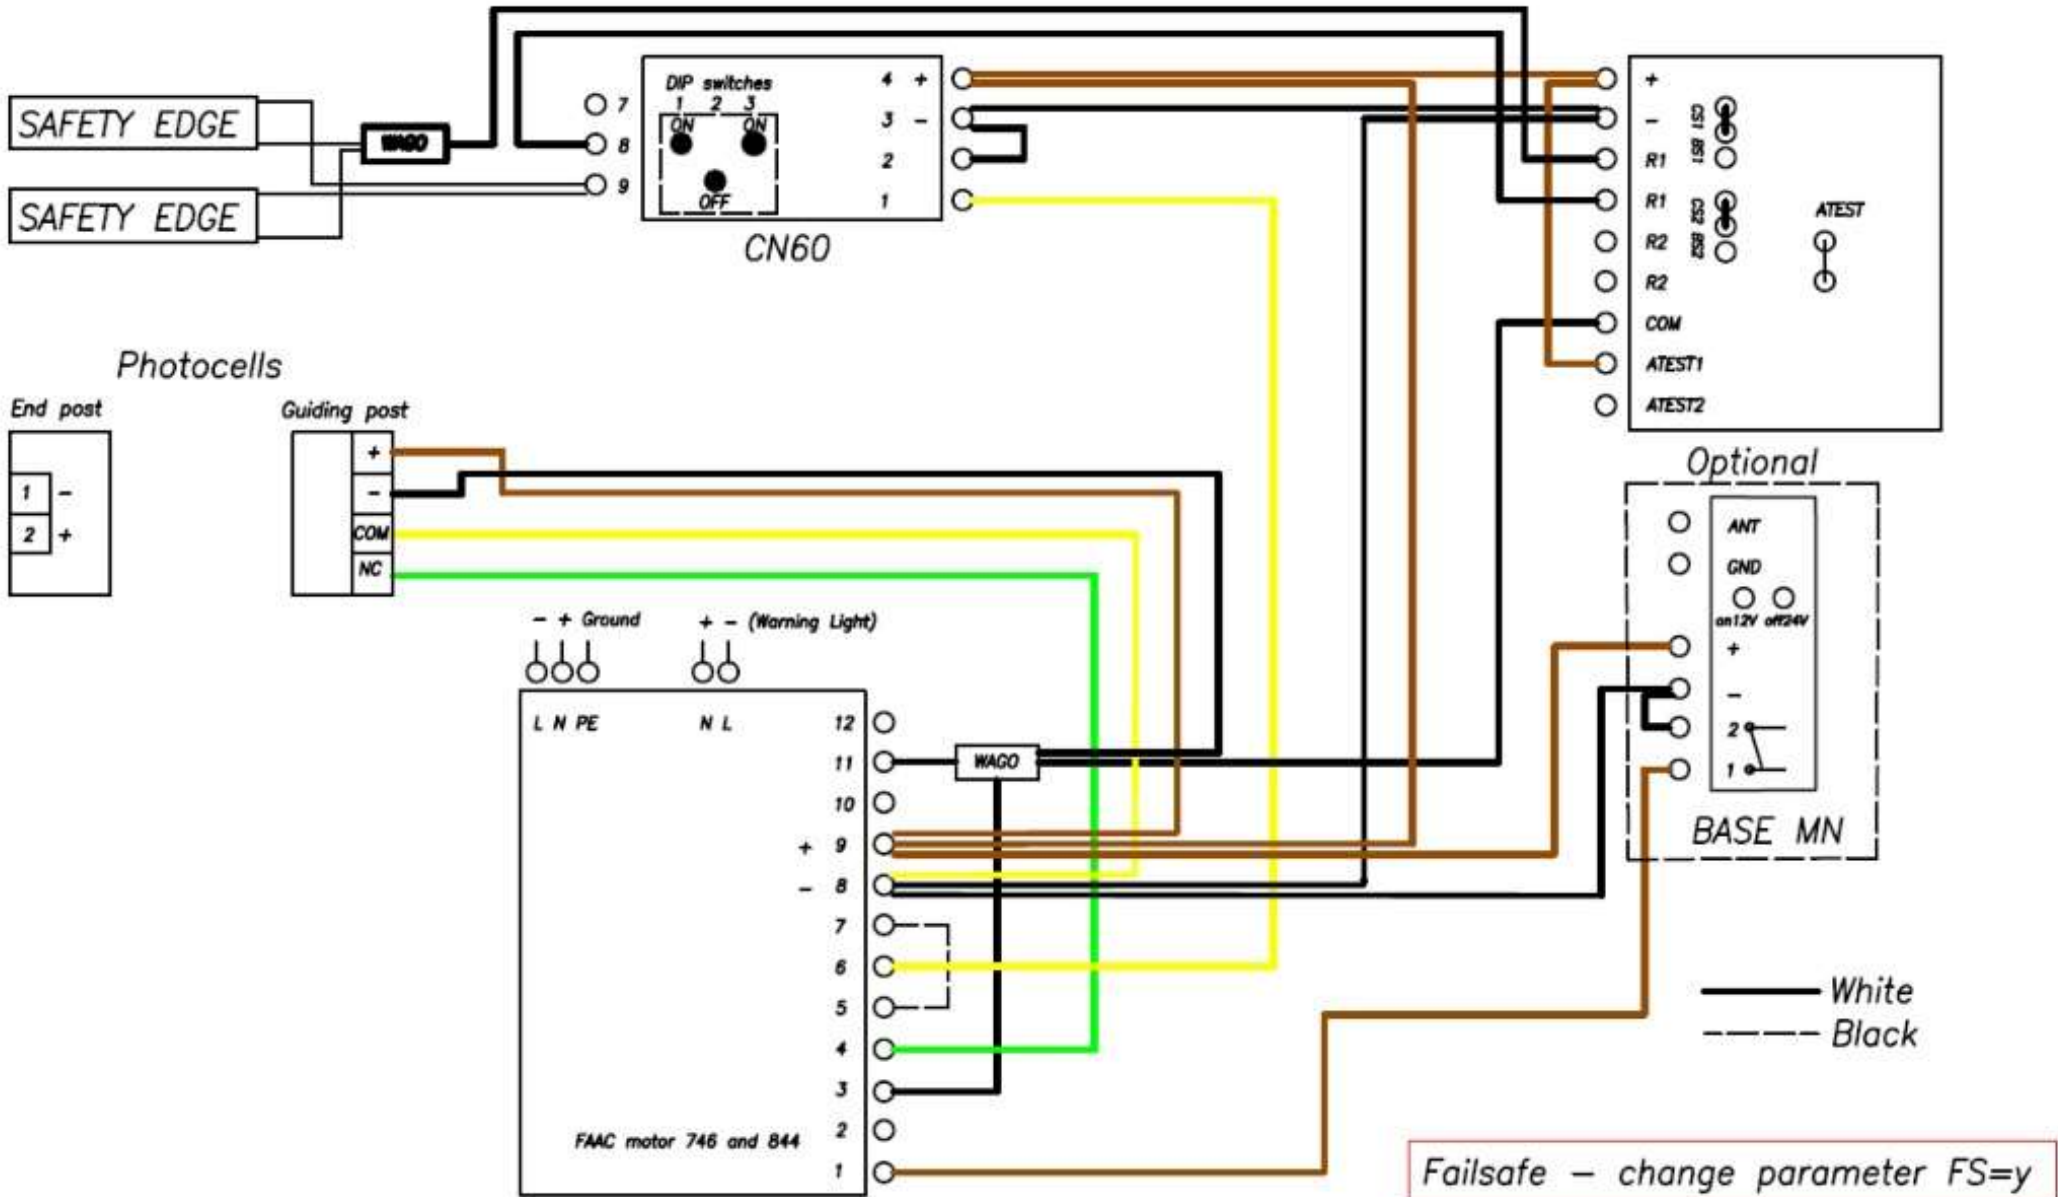 SAFETY EDGE
SAFETY EDGE
WAGO
7
8
9
DIP switches
1 2 3
ON ON
OFF
4 +
3 -
2
1
CN60
+
-
R1
R1
R2
R2
COM
ATEST1
ATEST2
CS1 BS1
CS2 BS2
ATEST
Photocells
End post
1 -
2 +
Guiding post
+
-
COM
NC
- + Ground
+ - (Warning Light)
L N PE
N L
12
11
10
+ 9
- 8
7
6
5
4
3
2
1
WAGO
FAAC motor 746 and 844
Optional
ANT
GND
on12V off24V
+
-
2
1
BASE MN
White
Black
Failsafe - change parameter FS=y